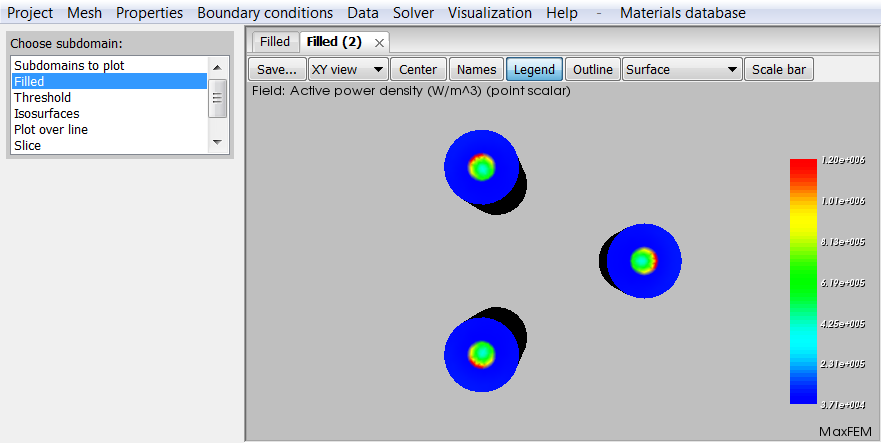 Project Mesh Properties Boundary conditions Data Solver Visualization Help - Materials database
Choose subdomain:
Subdomains to plot
Filled
Threshold
Isosurfaces
Plot over line
Slice
Filled Filled (2)
Save... XY view Center Names Legend Outline Surface Scale bar
Field: Active power density (W/m^3) (point scalar)
1.20e+006
1.01e+006
8.13e+005
6.19e+005
4.25e+005
2.31e+005
3.71e+004
MaxFEM